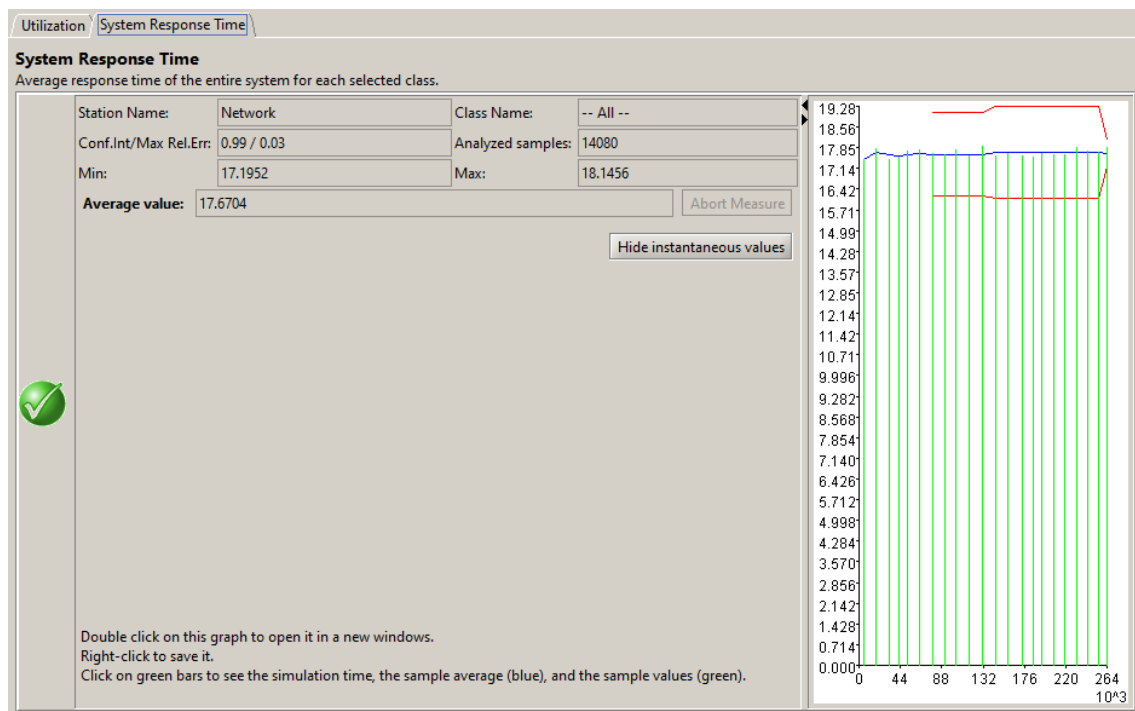 Utilization System Response Time
System Response Time
Average response time of the entire system for each selected class.
Station Name: Network Class Name: -- All --
Conf.Int/Max Rel.Err: 0.99 / 0.03 Analyzed samples: 14080
Min: 17.1952 Max: 18.1456
Average value: 17.6704 Abort Measure
Hide instantaneous values
Double click on this graph to open it in a new windows.
Right-click to save it.
Click on green bars to see the simulation time, the sample average (blue), and the sample values (green).
19.28
18.56
17.85
17.14
16.42
15.71
14.99
14.28
13.57
12.85
12.14
11.42
10.71
9.996
9.282
8.568
7.854
7.140
6.426
5.712
4.998
4.284
3.570
2.856
2.142
1.428
0.714
0.000
0 44 88 132 176 220 264
10^3